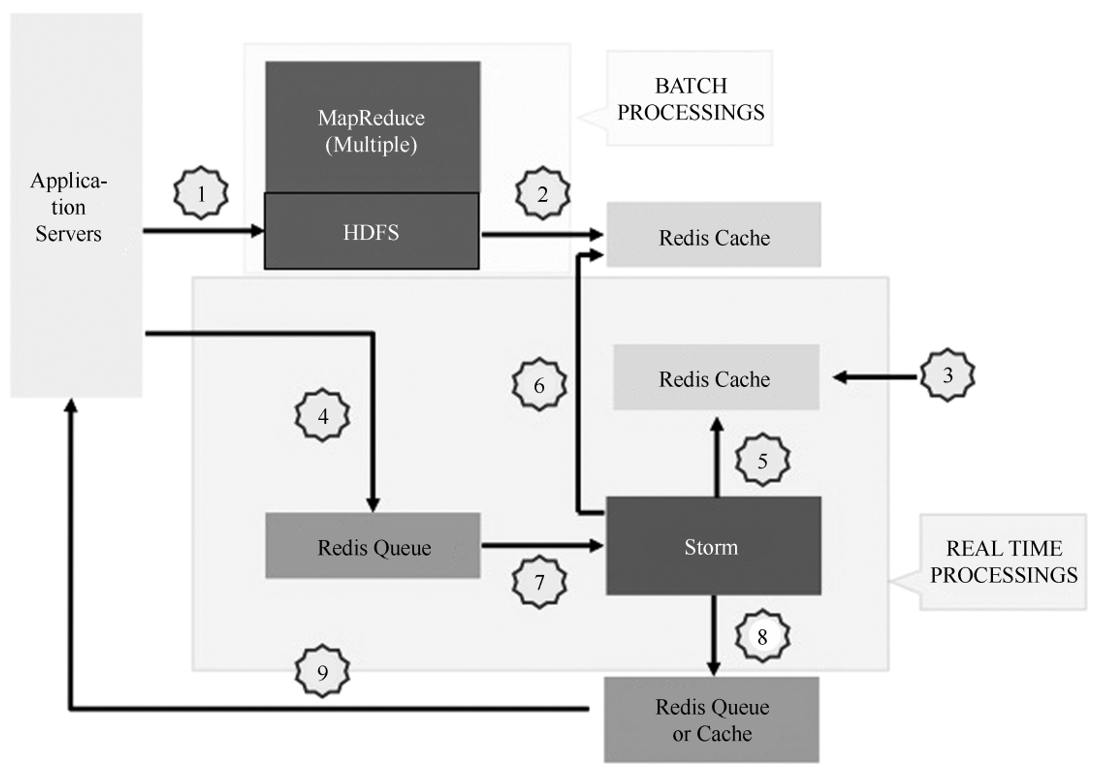 BATCH
PROCESSINGS
MapReduce
(Multiple)
Applica-
tion
Servers
1
2
HDFS
Redis Cache
6
Redis Cache
3
4
5
Redis Queue
Storm
REAL TIME
PROCESSINGS
7
8
9
Redis Queue
or Cache